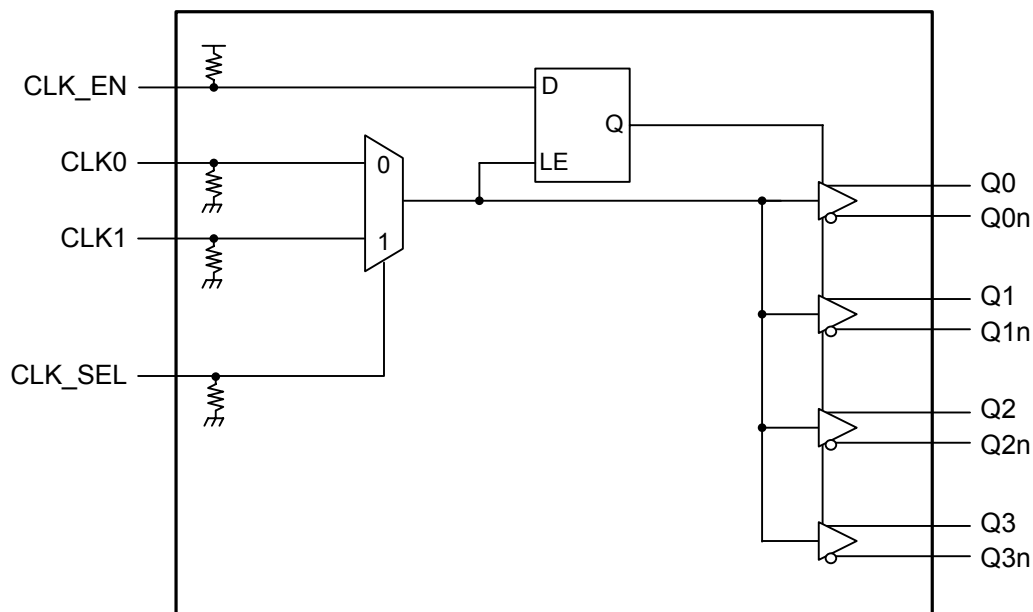 CLK_EN
D
Q
LE
CLK0
0
CLK1
1
CLK_SEL
Q0
Q0n
Q1
Q1n
Q2
Q2n
Q3
Q3n